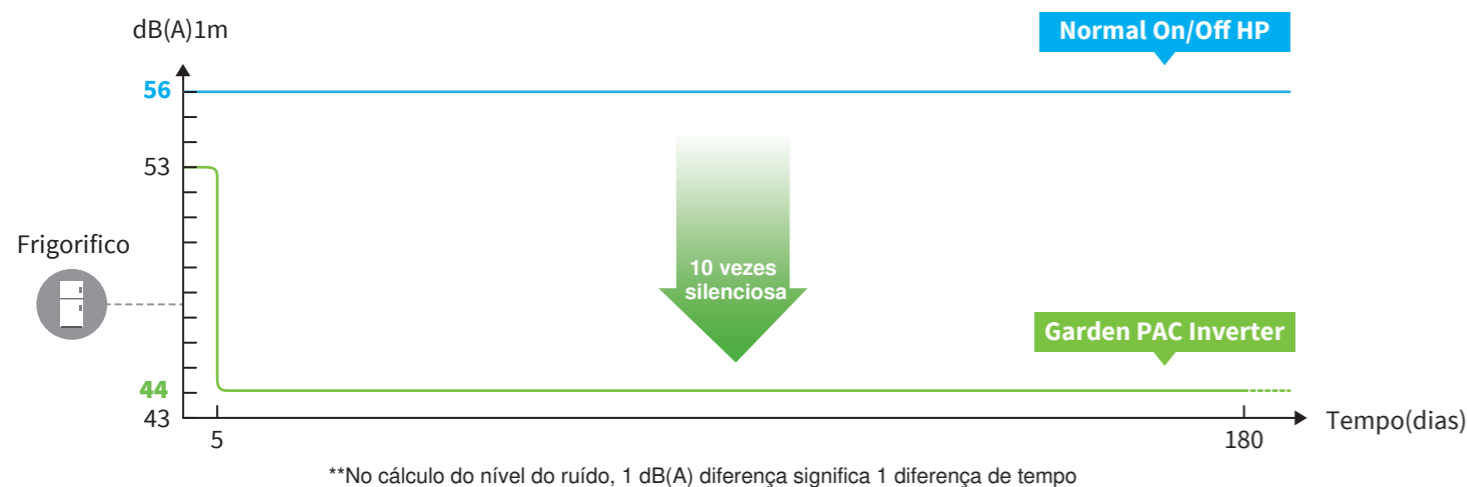 dB(A)1m
Normal On/Off HP
56
53
Frigorifico
10 vezes
silenciosa
Garden PAC Inverter
44
43
5
180
Tempo(dias)
**No cálculo do nível do ruído, 1 dB(A) diferença significa 1 diferença de tempo